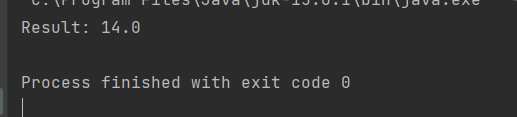 C:\Program Files\Java\jdk-15.0.1\bin\java.exe
Result: 14.0
Process finished with exit code 0